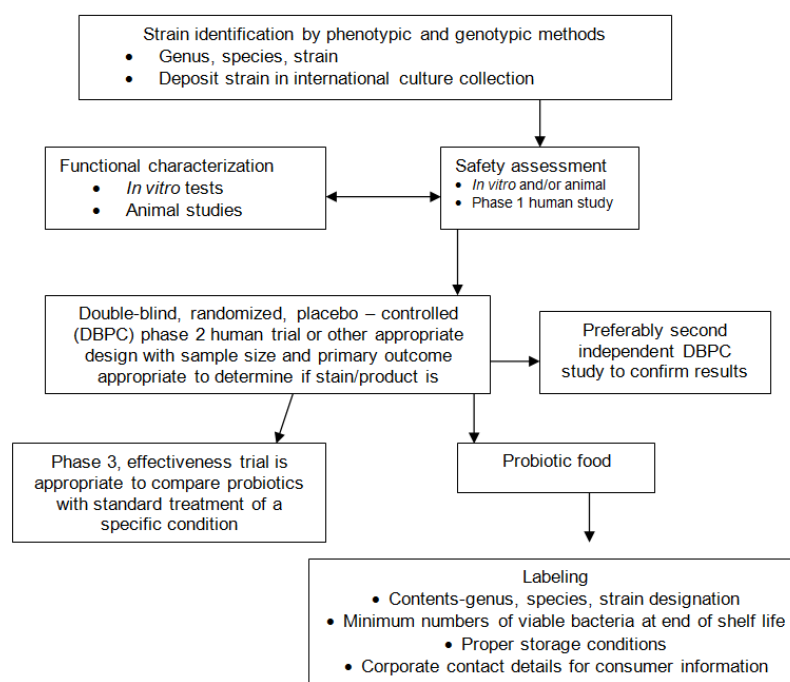 Strain identification by phenotypic and genotypic methods
• Genus, species, strain
• Deposit strain in international culture collection
Functional characterization
• In vitro tests
• Animal studies
Safety assessment
• In vitro and/or animal
• Phase 1 human study
Double-blind, randomized, placebo – controlled
(DBPC) phase 2 human trial or other appropriate
design with sample size and primary outcome
appropriate to determine if stain/product is
Preferably second
independent DBPC
study to confirm results
Phase 3, effectiveness trial is
appropriate to compare probiotics
with standard treatment of a
specific condition
Probiotic food
Labeling
• Contents-genus, species, strain designation
• Minimum numbers of viable bacteria at end of shelf life
• Proper storage conditions
• Corporate contact details for consumer information